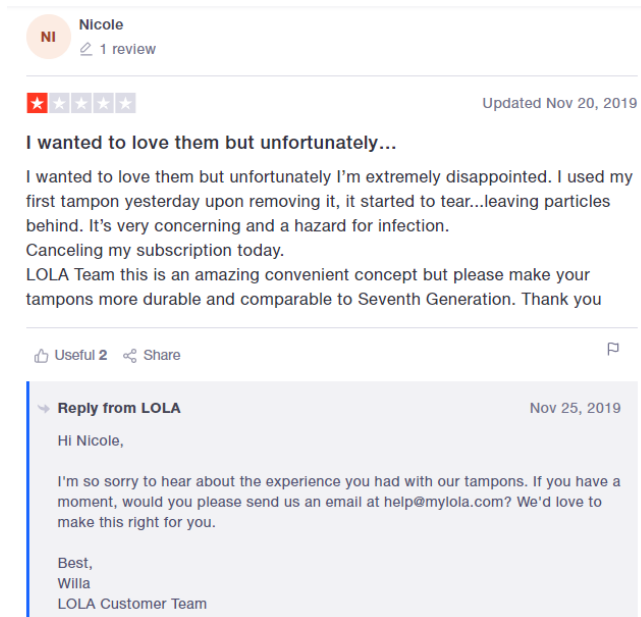 NI
Nicole
1 review
Updated Nov 20, 2019
I wanted to love them but unfortunately…
I wanted to love them but unfortunately I’m extremely disappointed. I used my
first tampon yesterday upon removing it, it started to tear...leaving particles
behind. It’s very concerning and a hazard for infection.
Canceling my subscription today.
LOLA Team this is an amazing convenient concept but please make your
tampons more durable and comparable to Seventh Generation. Thank you
Useful 2 Share
Reply from LOLA Nov 25, 2019
Hi Nicole,
I'm so sorry to hear about the experience you had with our tampons. If you have a
moment, would you please send us an email at help@mylola.com? We'd love to
make this right for you.
Best,
Willa
LOLA Customer Team